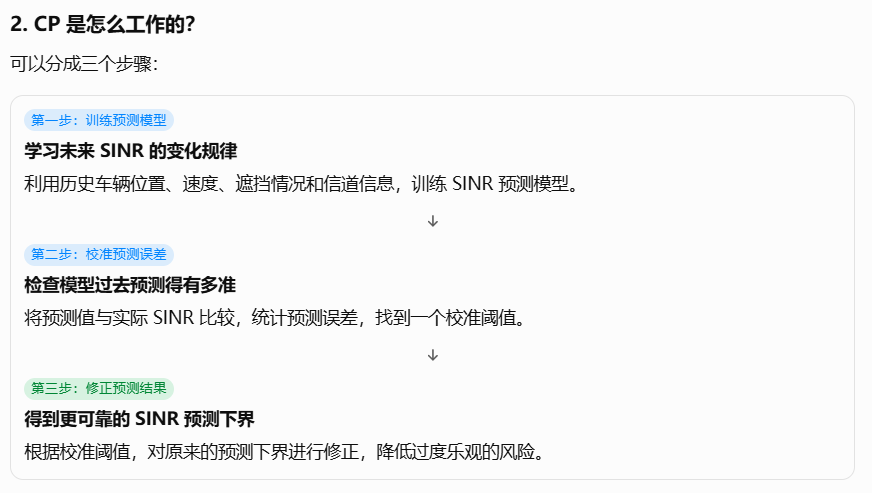 2. CP 是怎么工作的?
可以分成三个步骤：
第一步：训练预测模型
学习未来 SINR 的变化规律
利用历史车辆位置、速度、遮挡情况和信道信息，训练 SINR 预测模型。
↓
第二步：校准预测误差
检查模型过去预测得有多准
将预测值与实际 SINR 比较，统计预测误差，找到一个校准阈值。
↓
第三步：修正预测结果
得到更可靠的 SINR 预测下界
根据校准阈值，对原来的预测下界进行修正，降低过度乐观的风险。